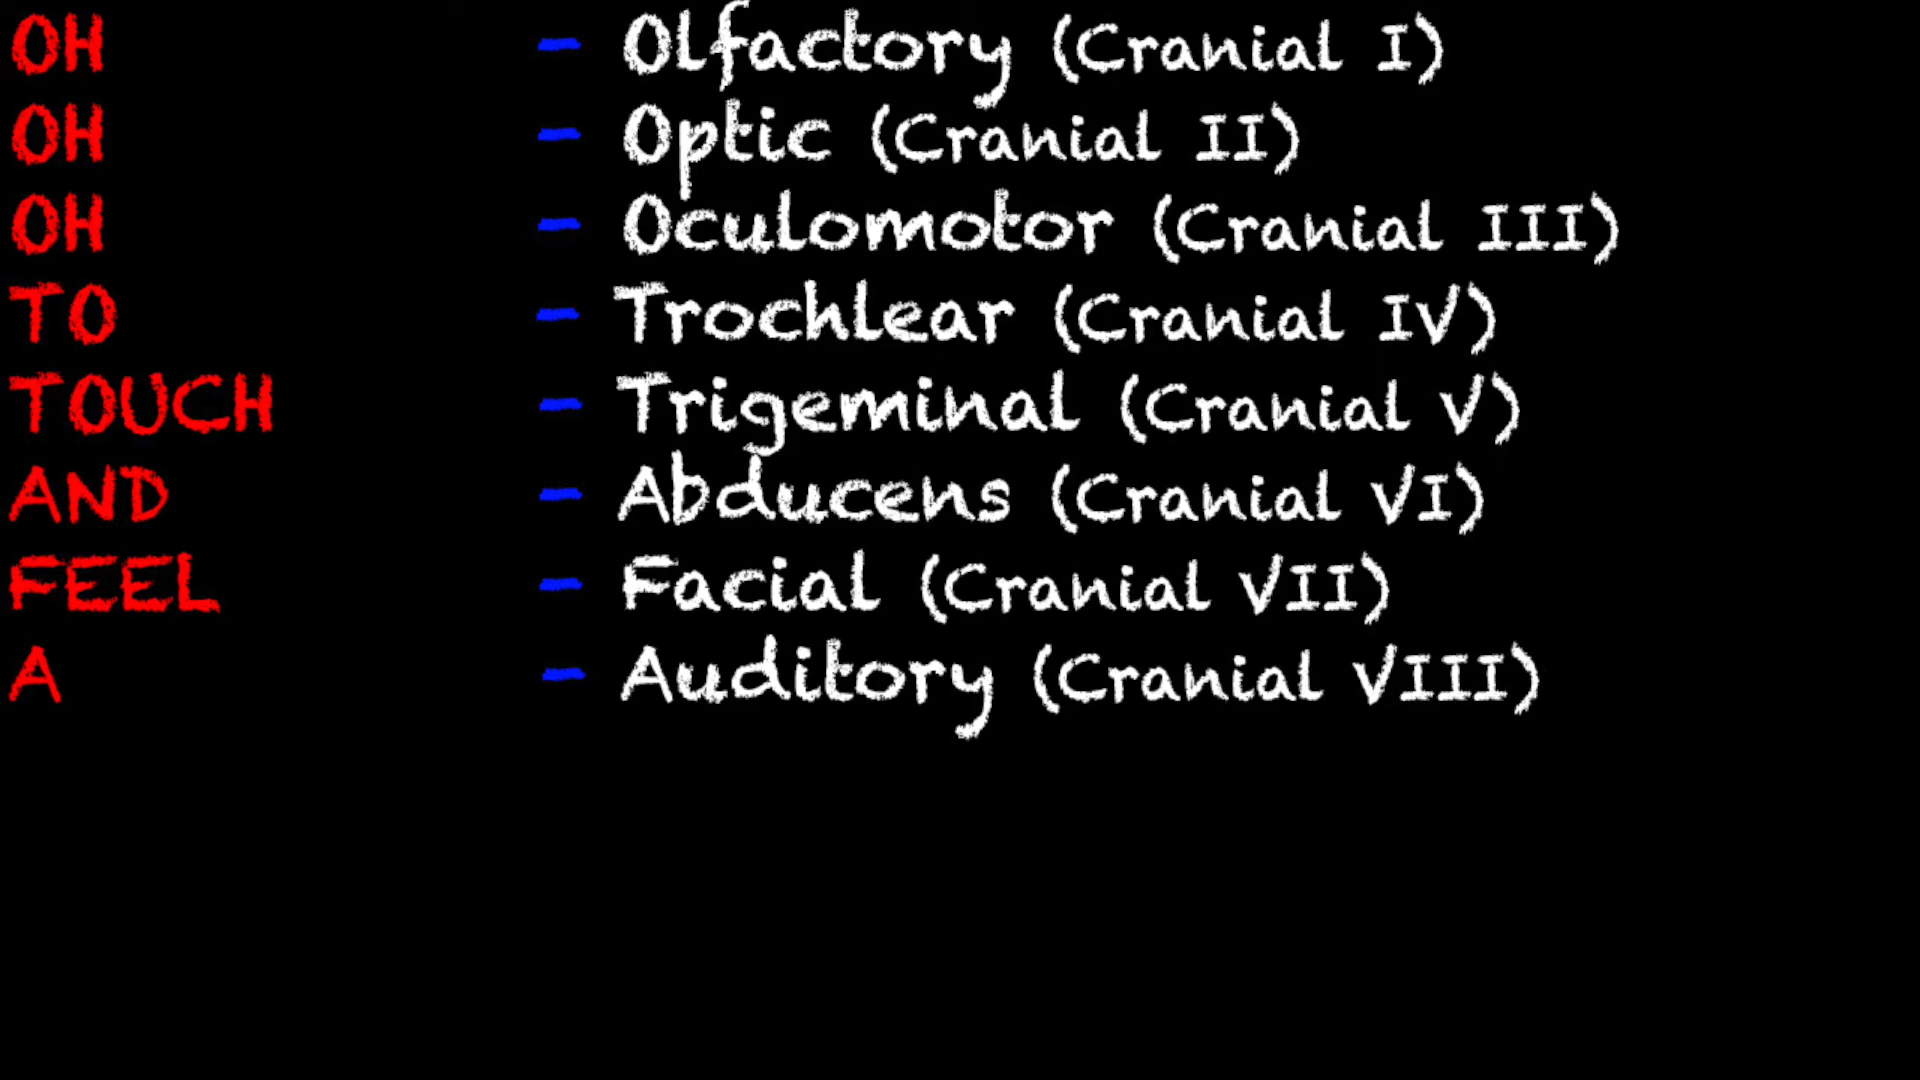 OH - Olfactory (Cranial I)
OH - Optic (Cranial II)
OH - Oculomotor (Cranial III)
TO - Trochlear (Cranial IV)
TOUCH - Trigeminal (Cranial V)
AND - Abducens (Cranial VI)
FEEL - Facial (Cranial VII)
A - Auditory (Cranial VIII)